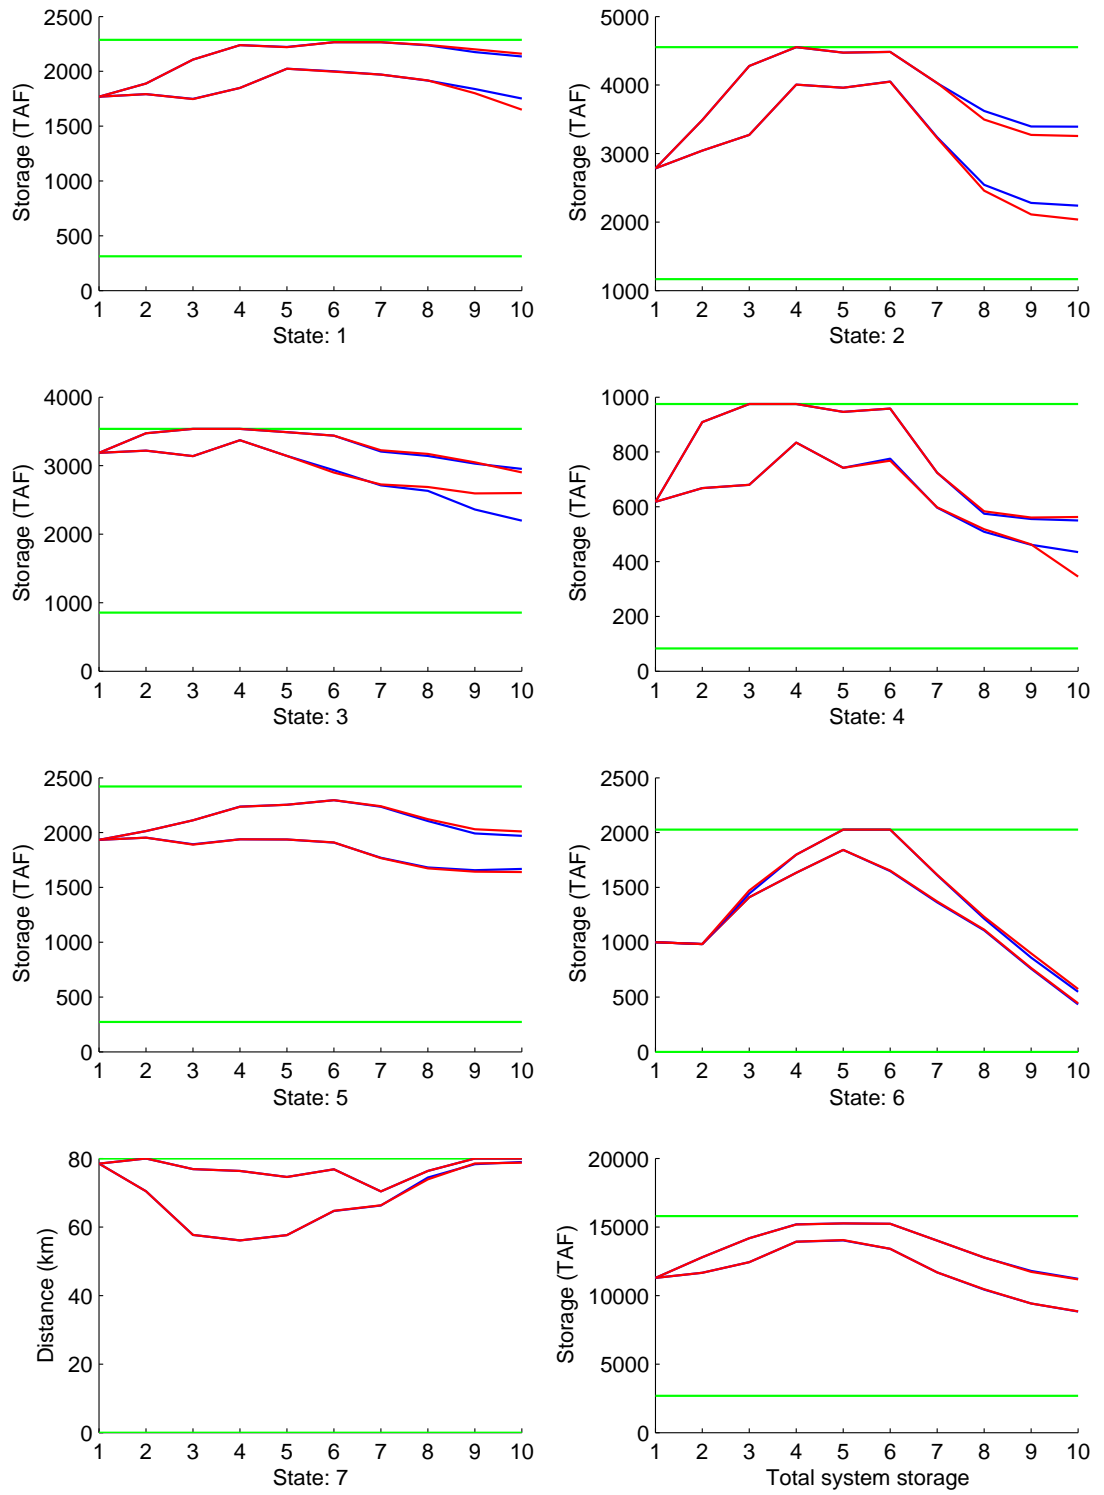 2500
2000
1500
1000
500
0
Storage (TAF)
1 2 3 4 5 6 7 8 9 10
State: 1
5000
4000
3000
2000
1000
Storage (TAF)
1 2 3 4 5 6 7 8 9 10
State: 2
4000
3000
2000
1000
0
Storage (TAF)
1 2 3 4 5 6 7 8 9 10
State: 3
1000
800
600
400
200
0
Storage (TAF)
1 2 3 4 5 6 7 8 9 10
State: 4
2500
2000
1500
1000
500
0
Storage (TAF)
1 2 3 4 5 6 7 8 9 10
State: 5
2500
2000
1500
1000
500
0
Storage (TAF)
1 2 3 4 5 6 7 8 9 10
State: 6
80
60
40
20
0
Distance (km)
1 2 3 4 5 6 7 8 9 10
State: 7
20000
15000
10000
5000
0
Storage (TAF)
1 2 3 4 5 6 7 8 9 10
Total system storage